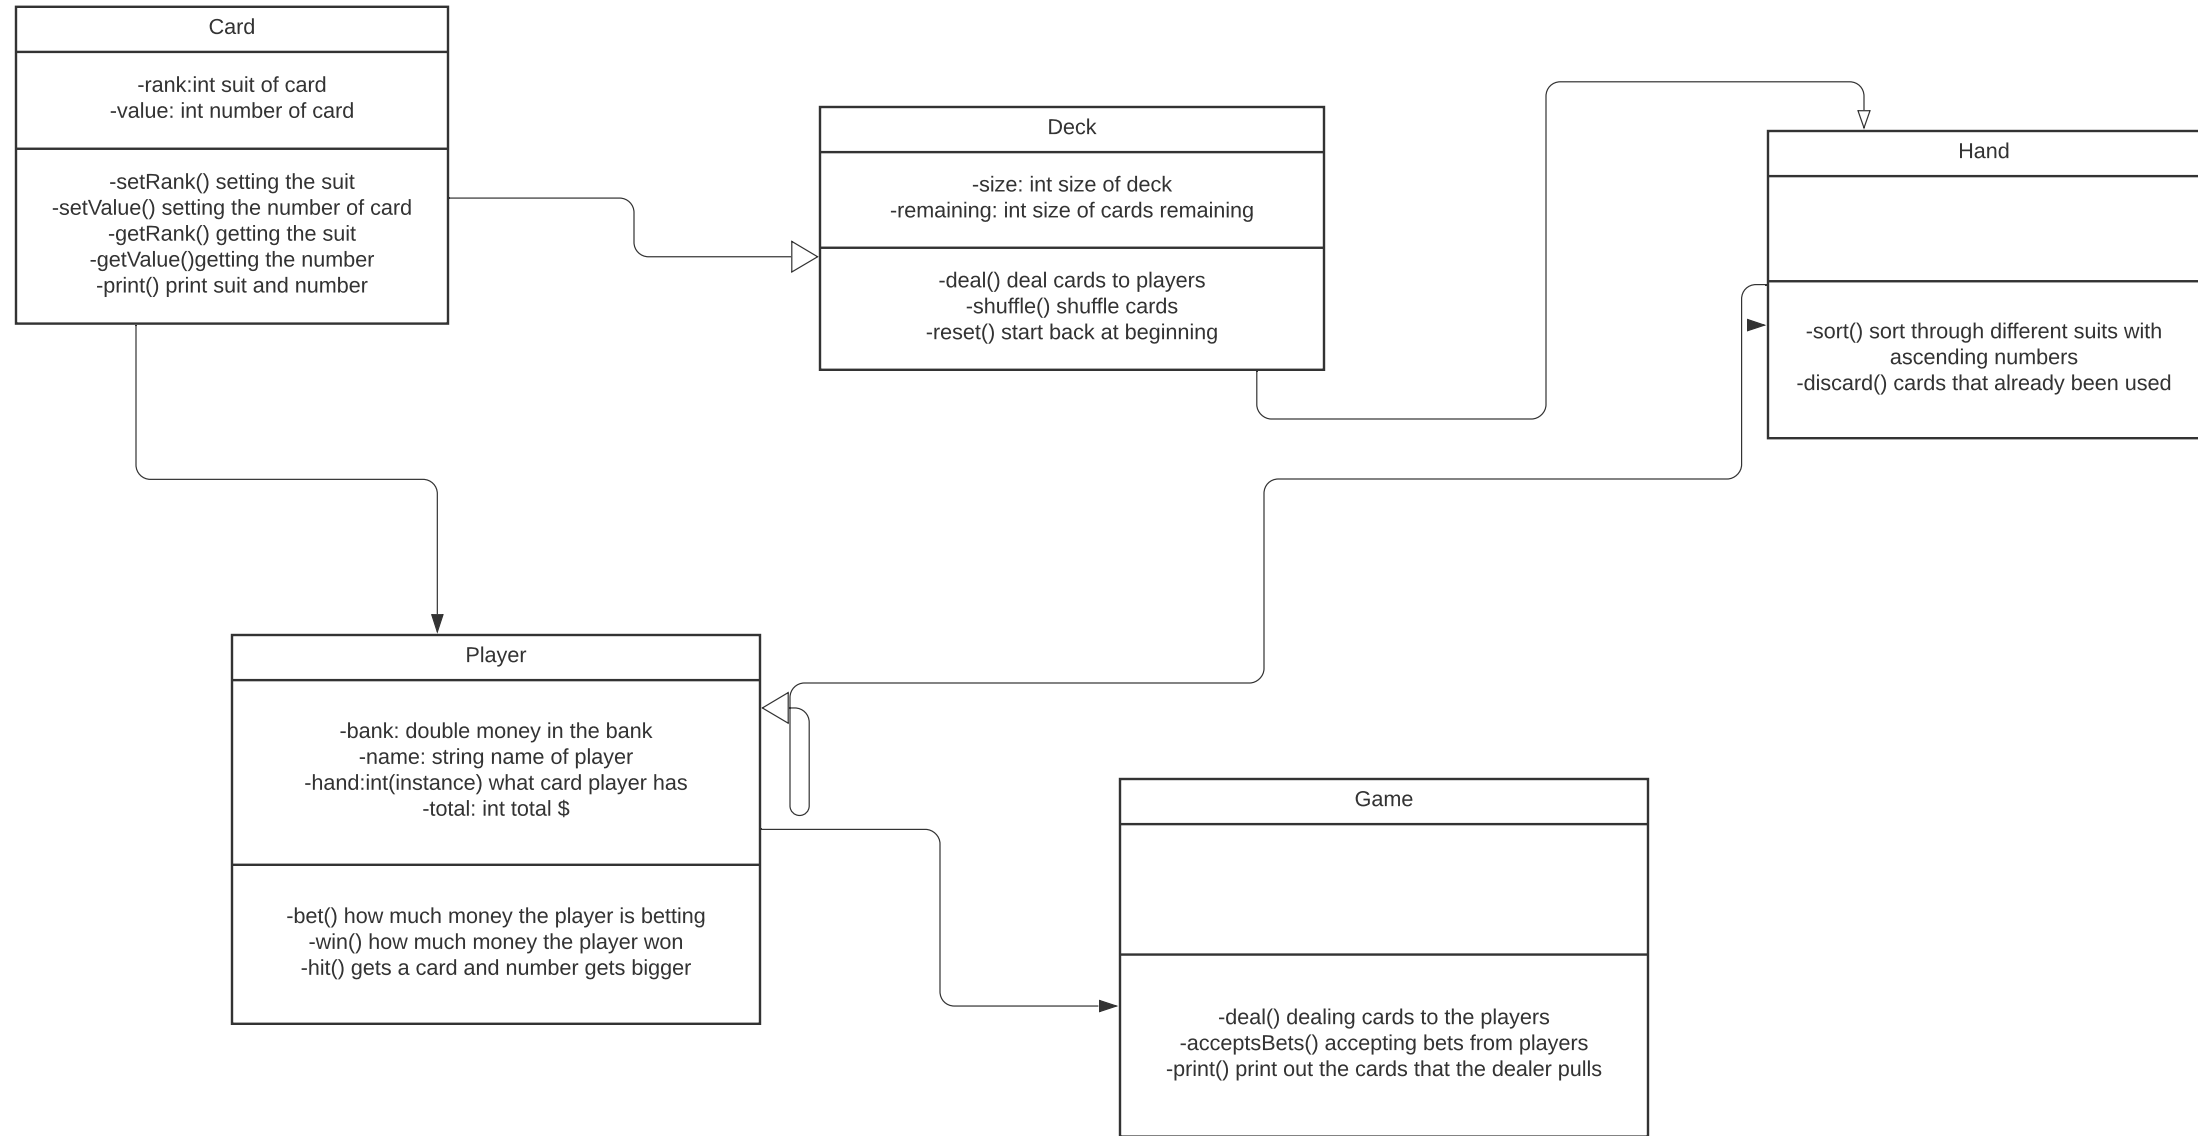 Card
-rank:int suit of card
-value: int number of card
-setRank() setting the suit
-setValue() setting the number of card
-getRank() getting the suit
-getValue()getting the number
-print() print suit and number
Deck
-size: int size of deck
-remaining: int size of cards remaining
-deal() deal cards to players
-shuffle() shuffle cards
-reset() start back at beginning
Hand
-sort() sort through different suits with
ascending numbers
-discard() cards that already been used
Player
-bank: double money in the bank
-name: string name of player
-hand:int(instance) what card player has
-total: int total $
-bet() how much money the player is betting
-win() how much money the player won
-hit() gets a card and number gets bigger
Game
-deal() dealing cards to the players
-acceptsBets() accepting bets from players
-print() print out the cards that the dealer pulls